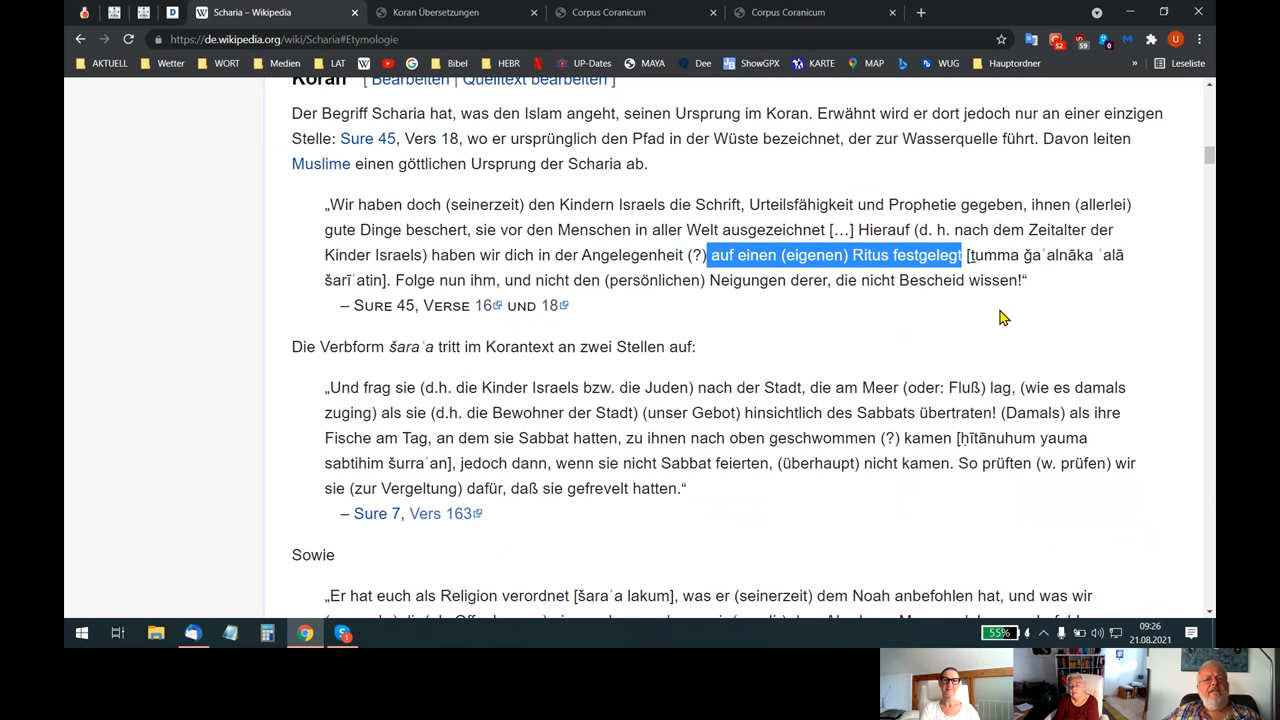 Scharia – Wikipedia
Koran Übersetzungen
Corpus Coranicum
Corpus Coranicum
https://de.wikipedia.org/wiki/Scharia#Etymologie
52
59
0
U
AKTUELL Wetter WORT Medien LAT Bibel HEBR UP-Dates MAYA Dee ShowGPX KARTE MAP WUG Hauptordner » Leseliste
Koran [ Bearbeiten | Quelltext bearbeiten ]
Der Begriff Scharia hat, was den Islam angeht, seinen Ursprung im Koran. Erwähnt wird er dort jedoch nur an einer einzigen
Stelle: Sure 45, Vers 18, wo er ursprünglich den Pfad in der Wüste bezeichnet, der zur Wasserquelle führt. Davon leiten
Muslime einen göttlichen Ursprung der Scharia ab.
„Wir haben doch (seinerzeit) den Kindern Israels die Schrift, Urteilsfähigkeit und Prophetie gegeben, ihnen (allerlei)
gute Dinge beschert, sie vor den Menschen in aller Welt ausgezeichnet […] Hierauf (d. h. nach dem Zeitalter der
Kinder Israels) haben wir dich in der Angelegenheit (?) auf einen (eigenen) Ritus festgelegt [ṯumma ǧaʿalnāka ʿalā
šarīʿatin]. Folge nun ihm, und nicht den (persönlichen) Neigungen derer, die nicht Bescheid wissen!“
– Sure 45, Verse 16 und 18
Die Verbform šaraʿa tritt im Korantext an zwei Stellen auf:
„Und frag sie (d.h. die Kinder Israels bzw. die Juden) nach der Stadt, die am Meer (oder: Fluß) lag, (wie es damals
zuging) als sie (d.h. die Bewohner der Stadt) (unser Gebot) hinsichtlich des Sabbats übertraten! (Damals) als ihre
Fische am Tag, an dem sie Sabbat hatten, zu ihnen nach oben geschwommen (?) kamen [ḥītānuhum yauma
sabtihim šurraʿan], jedoch dann, wenn sie nicht Sabbat feierten, (überhaupt) nicht kamen. So prüften (w. prüfen) wir
sie (zur Vergeltung) dafür, daß sie gefrevelt hatten.“
– Sure 7, Vers 163
Sowie
„Er hat euch als Religion verordnet [šaraʿa lakum], was er (seinerzeit) dem Noah anbefohlen hat, und was wir
55%
09:26
21.08.2021